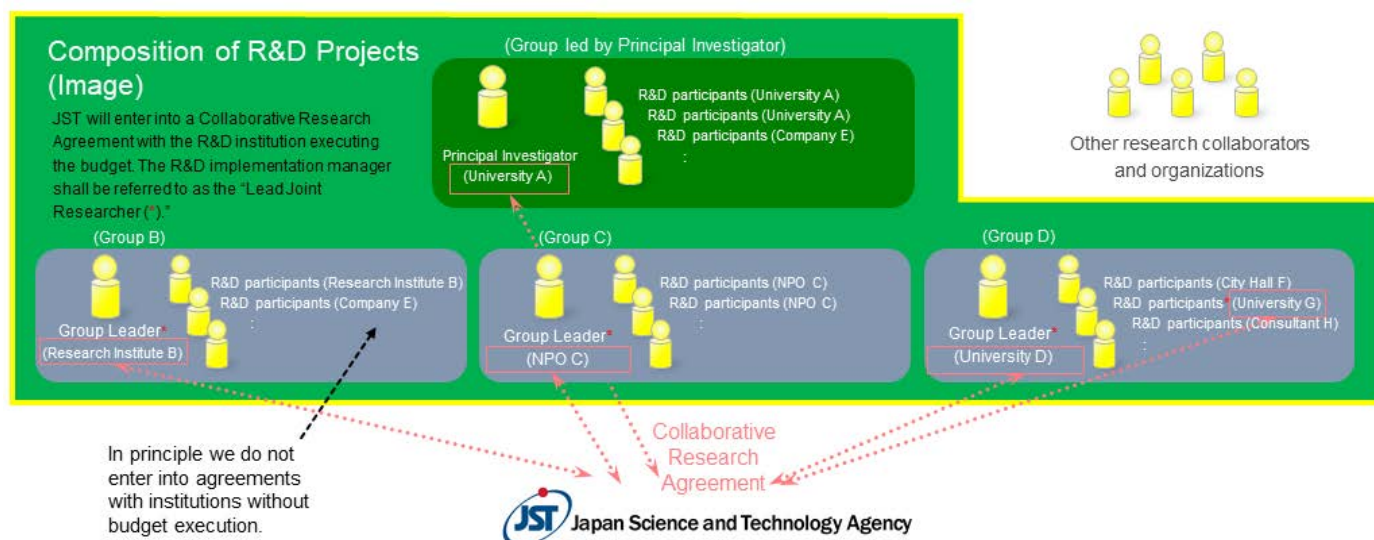 Composition of R&D Projects
(Image)
JST will enter into a Collaborative Research
Agreement with the R&D institution executing
the budget. The R&D implementation manager
shall be referred to as the “Lead Joint
Researcher (*).”
(Group led by Principal Investigator)
R&D participants (University A)
R&D participants (University A)
R&D participants (Company E)
:
Principal Investigator
(University A)
Other research collaborators
and organizations
(Group B)
R&D participants (Research Institute B)
R&D participants (Company E)
:
Group Leader*
(Research Institute B)
(Group C)
R&D participants (NPO C)
R&D participants (NPO C)
:
Group Leader*
(NPO C)
(Group D)
R&D participants (City Hall F)
R&D participants* (University G)
R&D participants (Consultant H)
:
Group Leader*
(University D)
In principle we do not
enter into agreements
with institutions without
budget execution.
Collaborative
Research
Agreement
JST Japan Science and Technology Agency